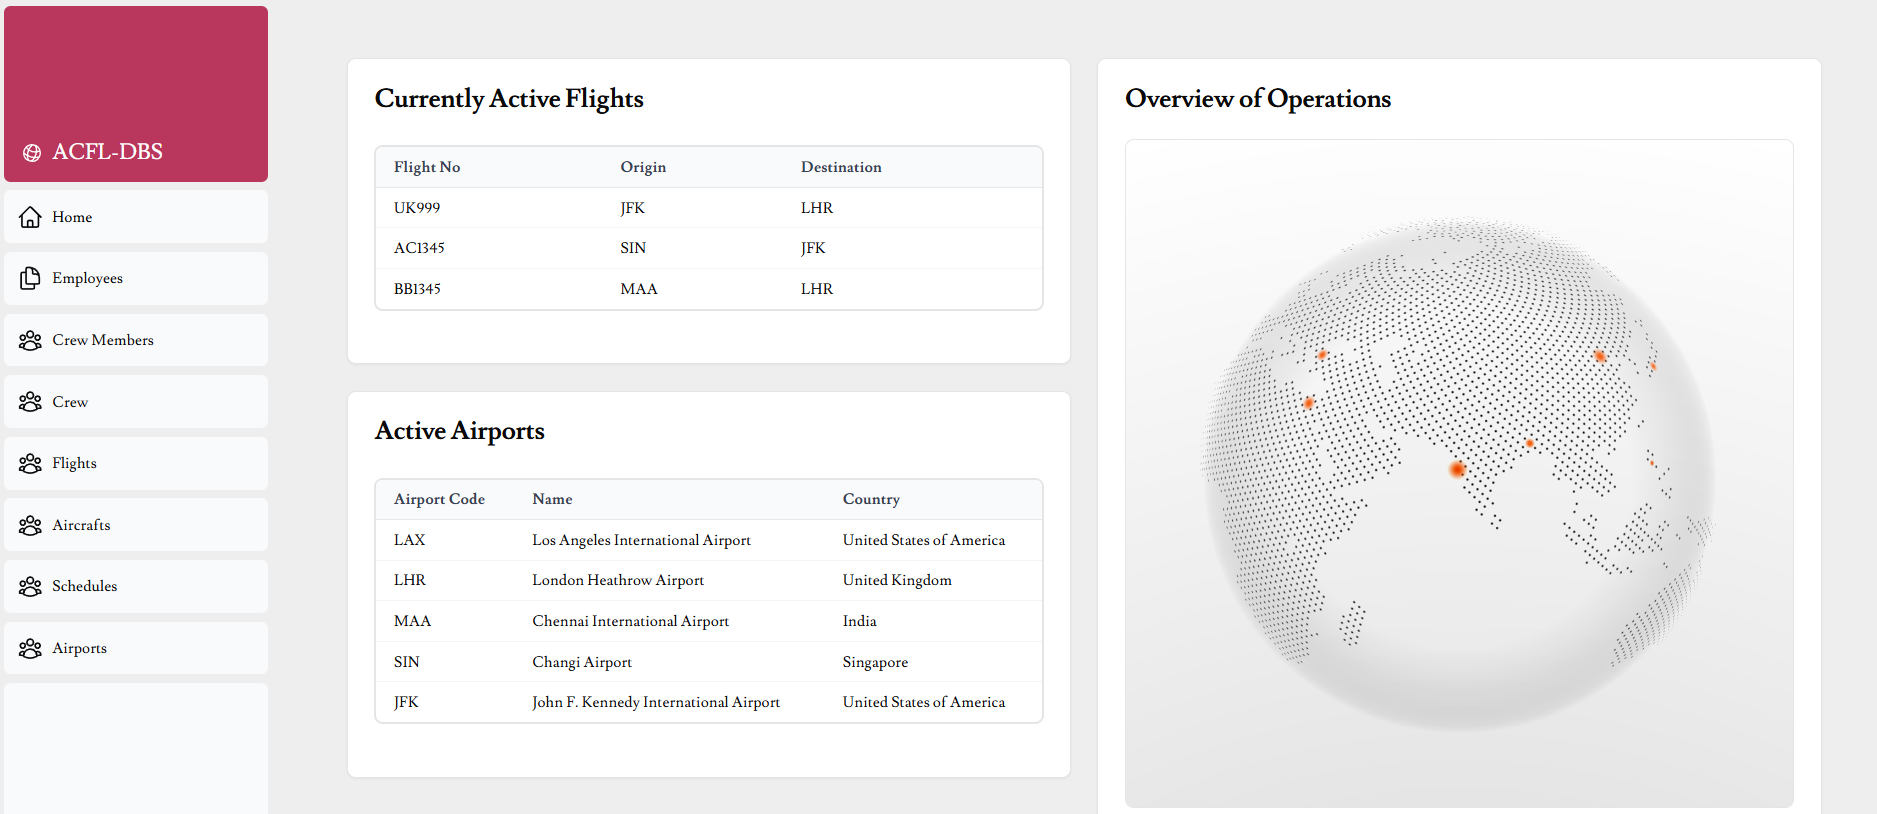 ACFL-DBS
Home
Employees
Crew Members
Crew
Flights
Aircrafts
Schedules
Airports
Currently Active Flights
Flight No Origin Destination
UK999 JFK LHR
AC1345 SIN JFK
BB1345 MAA LHR
Active Airports
Airport Code Name Country
LAX Los Angeles International Airport United States of America
LHR London Heathrow Airport United Kingdom
MAA Chennai International Airport India
SIN Changi Airport Singapore
JFK John F. Kennedy International Airport United States of America
Overview of Operations